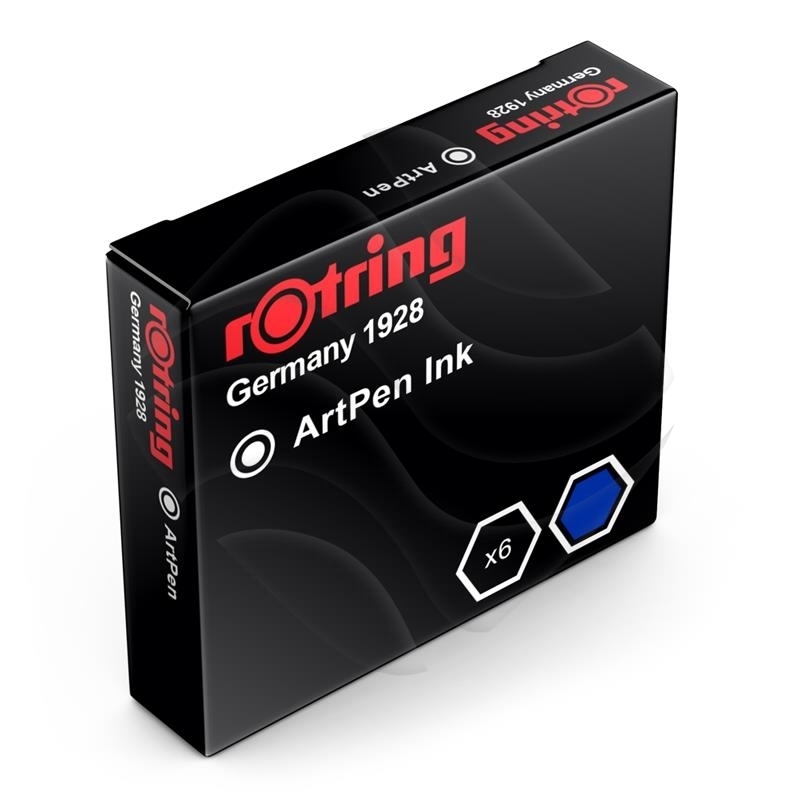 rotring
Germany 1928
ArtPen
rotring
Germany 1928
ArtPen Ink
x6
rotring
Germany 1928
ArtPen